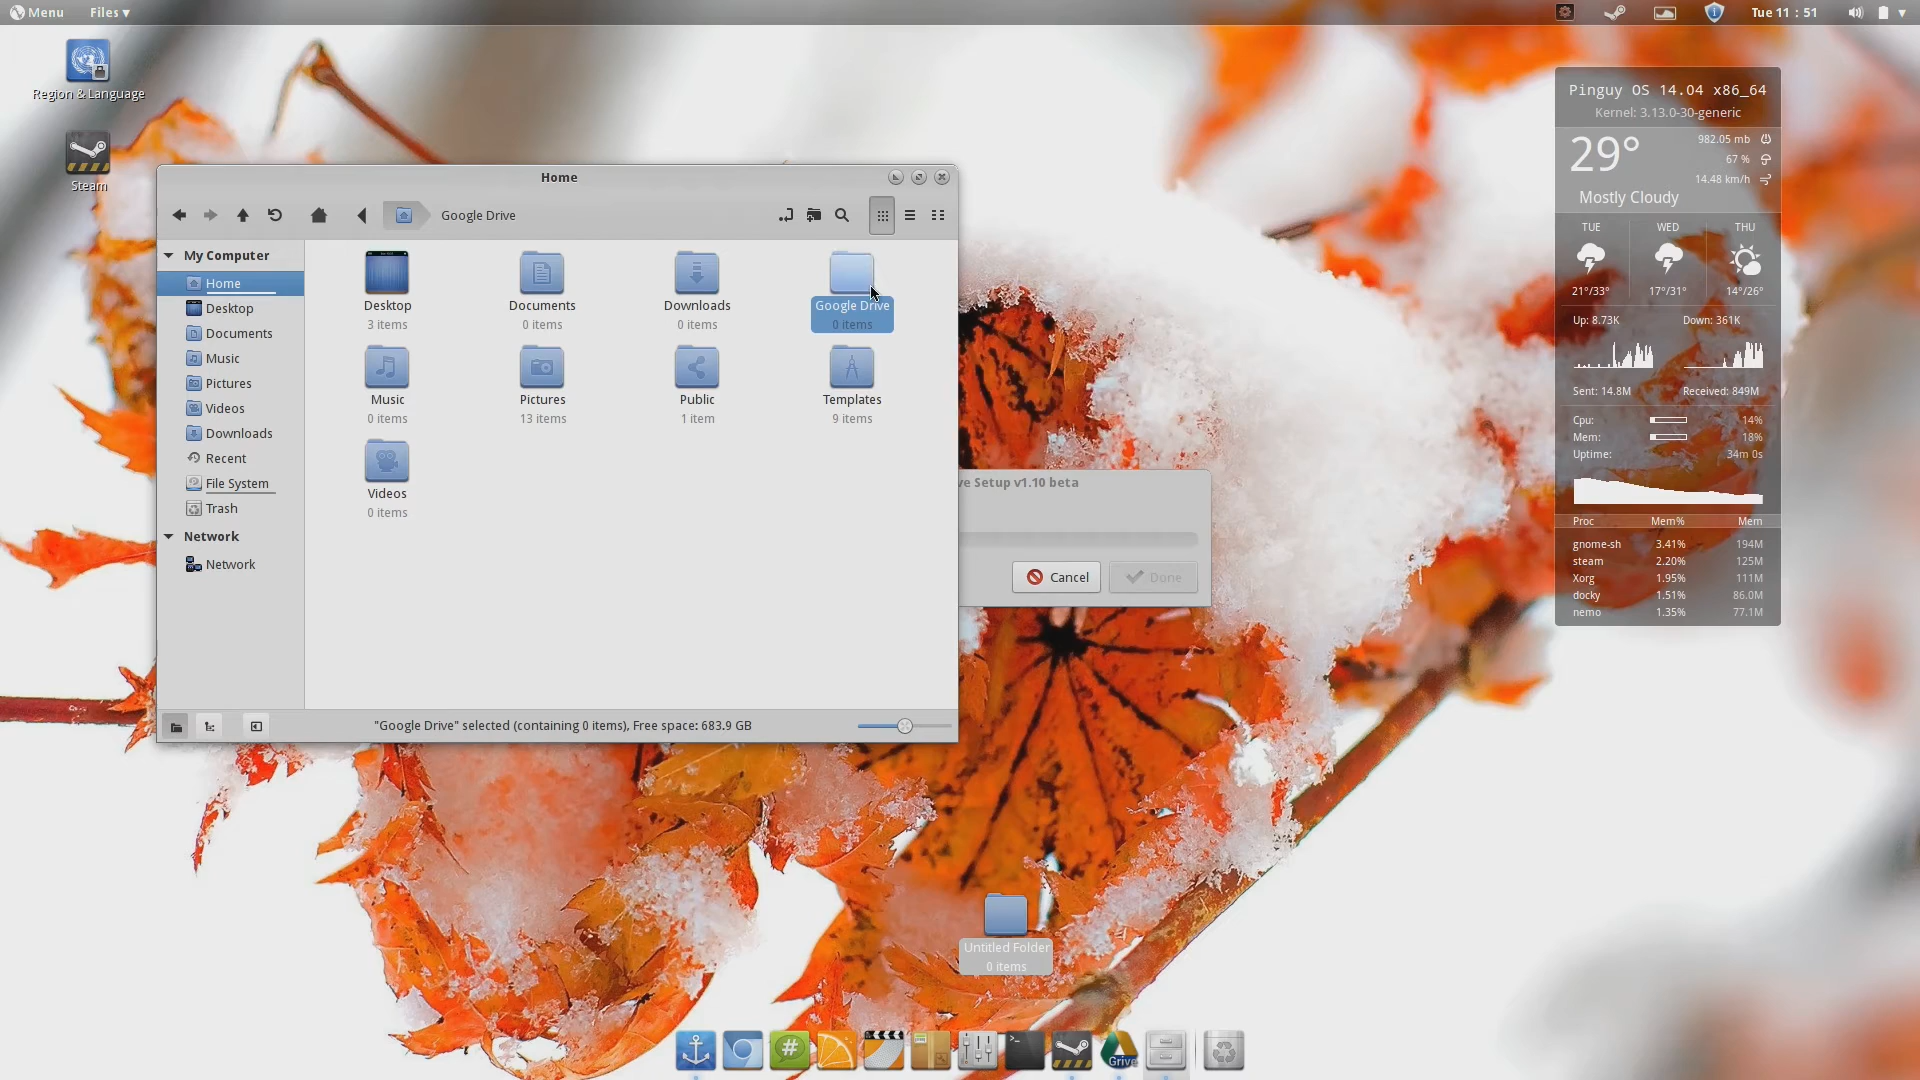 Menu
Files ▾
Tue 11 : 51
Region & Language
Steam
Home
Google Drive
My Computer
Home
Desktop
Documents
Music
Pictures
Videos
Downloads
Recent
File System
Trash
Network
Network
Desktop
3 items
Documents
0 items
Downloads
0 items
Google Drive
0 items
Music
0 items
Pictures
13 items
Public
1 item
Templates
9 items
Videos
0 items
"Google Drive" selected (containing 0 items), Free space: 683.9 GB
ve Setup v1.10 beta
Cancel
Done
Untitled Folder
0 items
Pinguy OS 14.04 x86_64
Kernel: 3.13.0-30-generic
29°
982.05 mb
67 %
14.48 km/h
Mostly Cloudy
TUE WED THU
21°/33° 17°/31° 14°/26°
Up: 8.73K Down: 361K
Sent: 14.8M Received: 849M
Cpu: 14%
Mem: 18%
Uptime: 34m 0s
Proc Mem% Mem
gnome-sh 3.41% 194M
steam 2.20% 125M
Xorg 1.95% 111M
docky 1.51% 86.0M
nemo 1.35% 77.1M
Grive